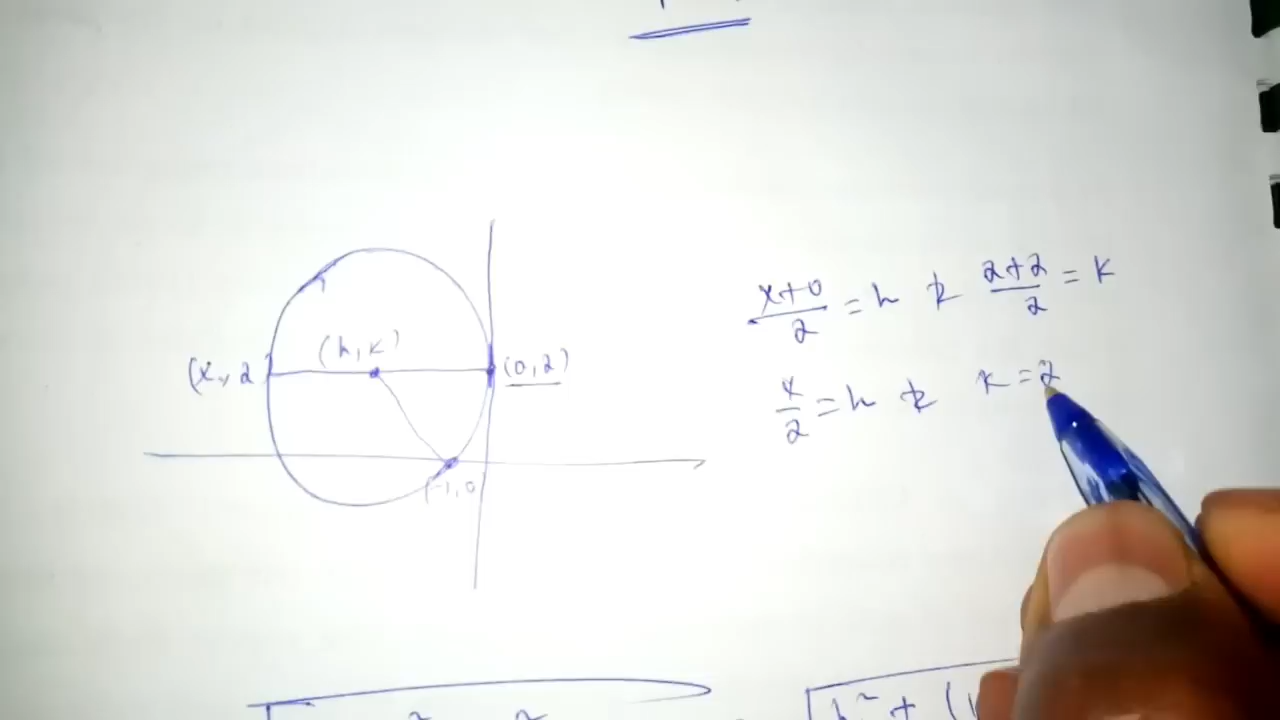 (x+0)/2 = h & (2+2)/2 = k
(h,k)
(x, 2
(0,2)
x/2 = h & k = 2
(-1,0